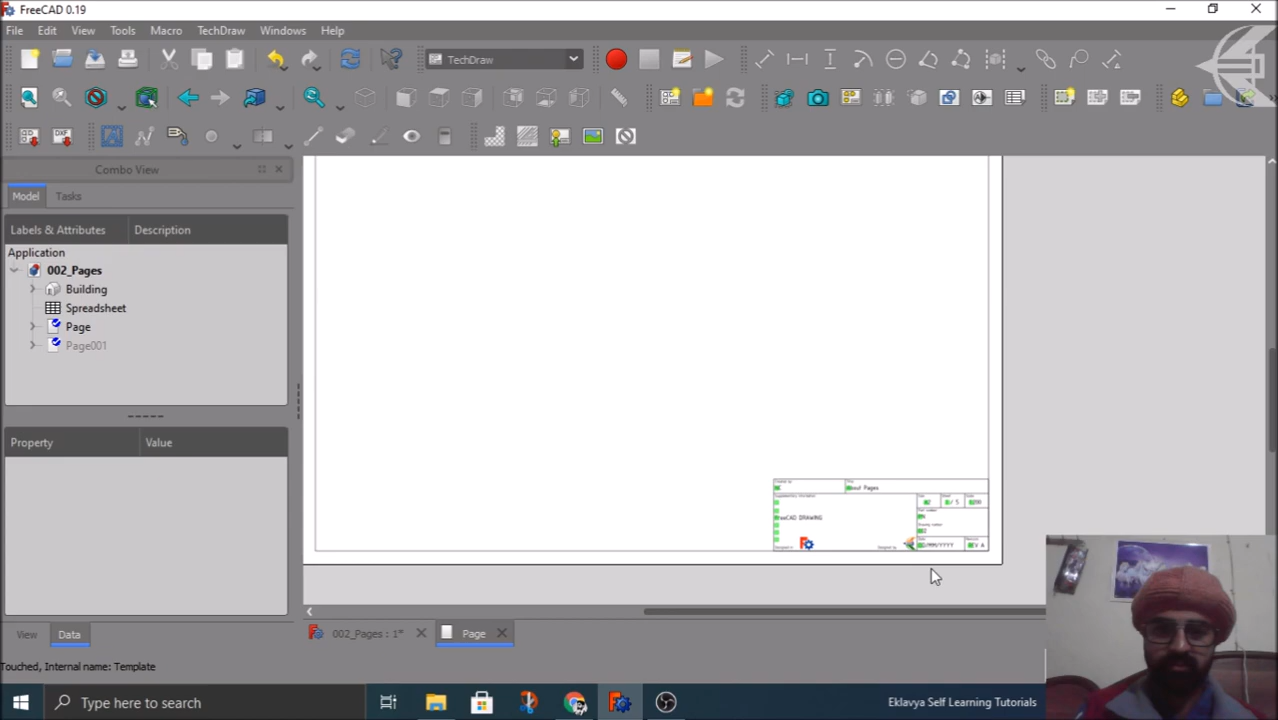 FreeCAD 0.19
File Edit View Tools Macro TechDraw Windows Help
TechDraw
Combo View
Model Tasks
Labels & Attributes Description
Application
002_Pages
Building
Spreadsheet
Page
Page001
Property Value
FreeCAD DRAWING
View Data
002_Pages : 1* Page
Touched, Internal name: Template
Type here to search
Eklavya Self Learning Tutorials